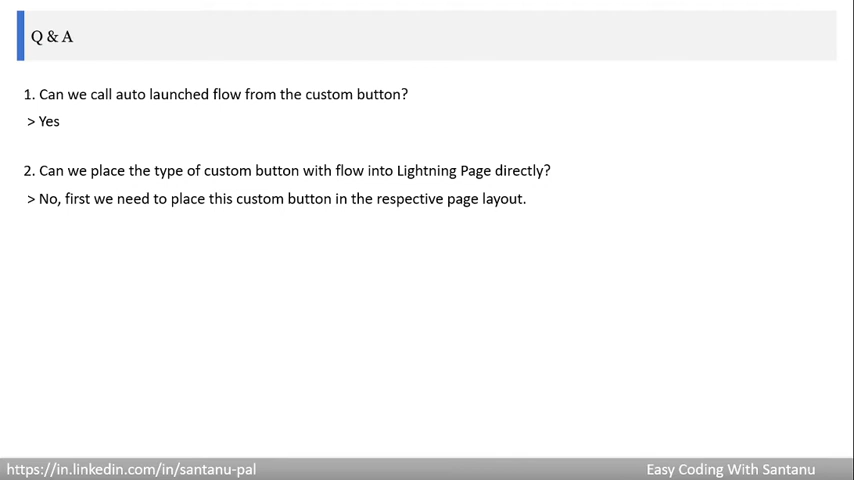 Q & A
1. Can we call auto launched flow from the custom button?
> Yes
2. Can we place the type of custom button with flow into Lightning Page directly?
> No, first we need to place this custom button in the respective page layout.
https://in.linkedin.com/in/santanu-pal
Easy Coding With Santanu